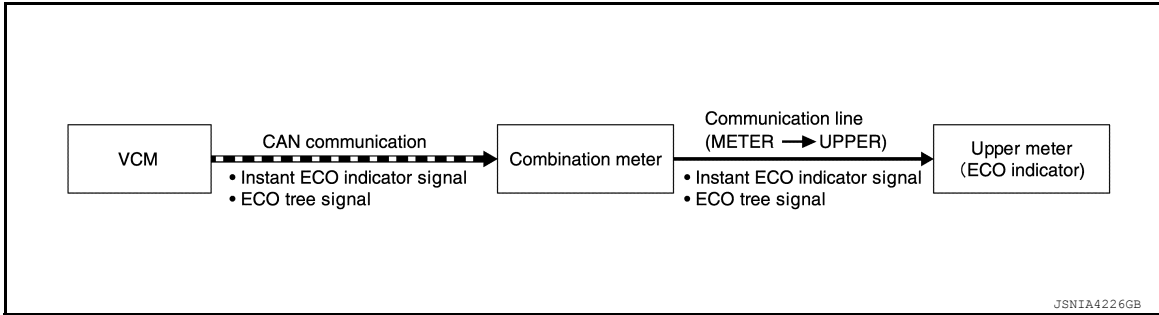 VCM
CAN communication
• Instant ECO indicator signal
• ECO tree signal
Combination meter
Communication line
(METER → UPPER)
• Instant ECO indicator signal
• ECO tree signal
Upper meter
(ECO indicator)
JSNIA4226GB